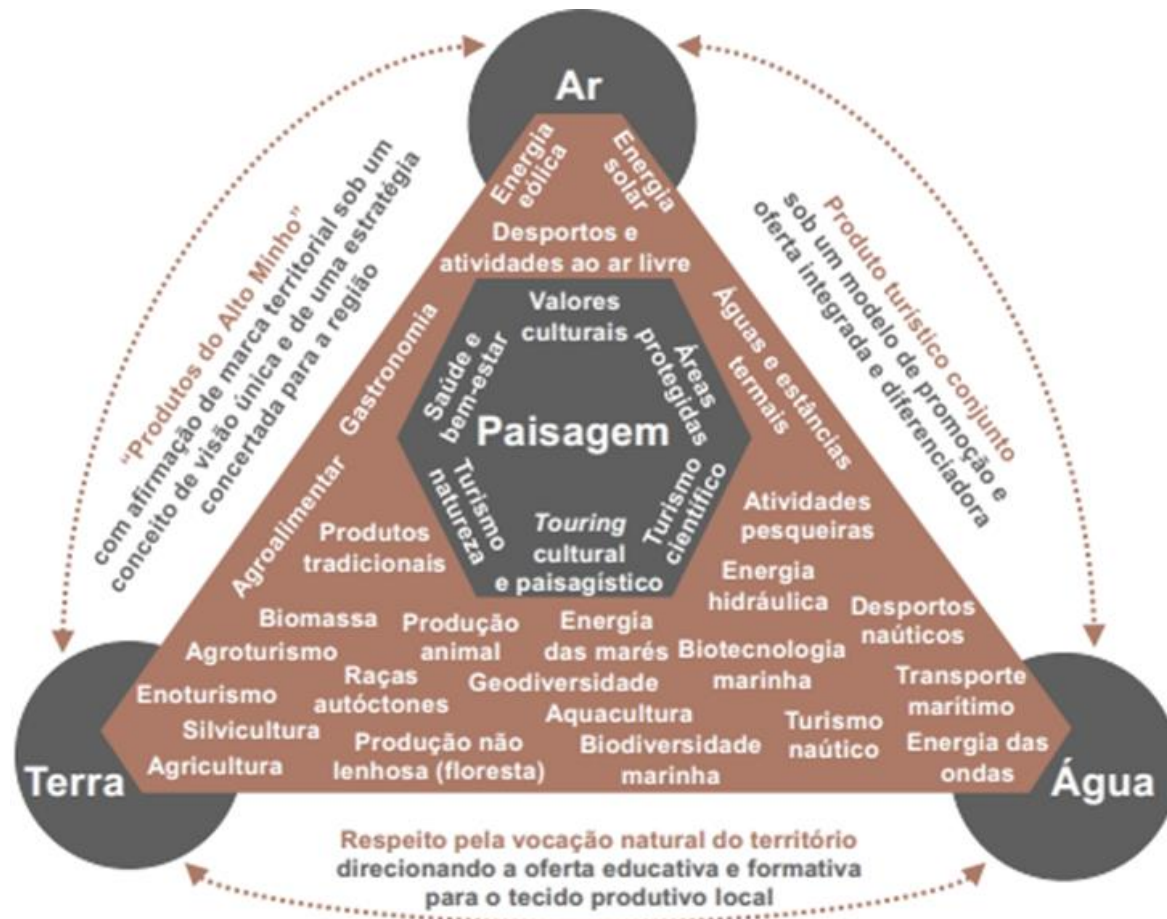 Ar
Energia
eólica
Energia
solar
Desportos e
atividades ao ar livre
“Produtos do Alto Minho”
com afirmação de marca territorial sob um
conceito de visão única e de uma estratégia
concertada para a região
Produto turístico conjunto
sob um modelo de promoção e
oferta integrada e diferenciadora
Gastronomia
Agroalimentar
Águas e estâncias
termais
Valores
culturais
Saúde e
bem-estar
Áreas
protegidas
Paisagem
Turismo
natureza
Touring
cultural
e paisagístico
Turismo
científico
Produtos
tradicionais
Atividades
pesqueiras
Energia
hidráulica
Biomassa
Produção
animal
Energia
das marés
Desportos
naúticos
Agroturismo
Biotecnologia
marinha
Enoturismo
Raças
autóctones
Geodiversidade
Transporte
marítimo
Silvicultura
Aquacultura
Turismo
naútico
Agricultura
Produção não
lenhosa (floresta)
Biodiversidade
marinha
Energia das
ondas
Terra
Água
Respeito pela vocação natural do território
direcionando a oferta educativa e formativa
para o tecido produtivo local